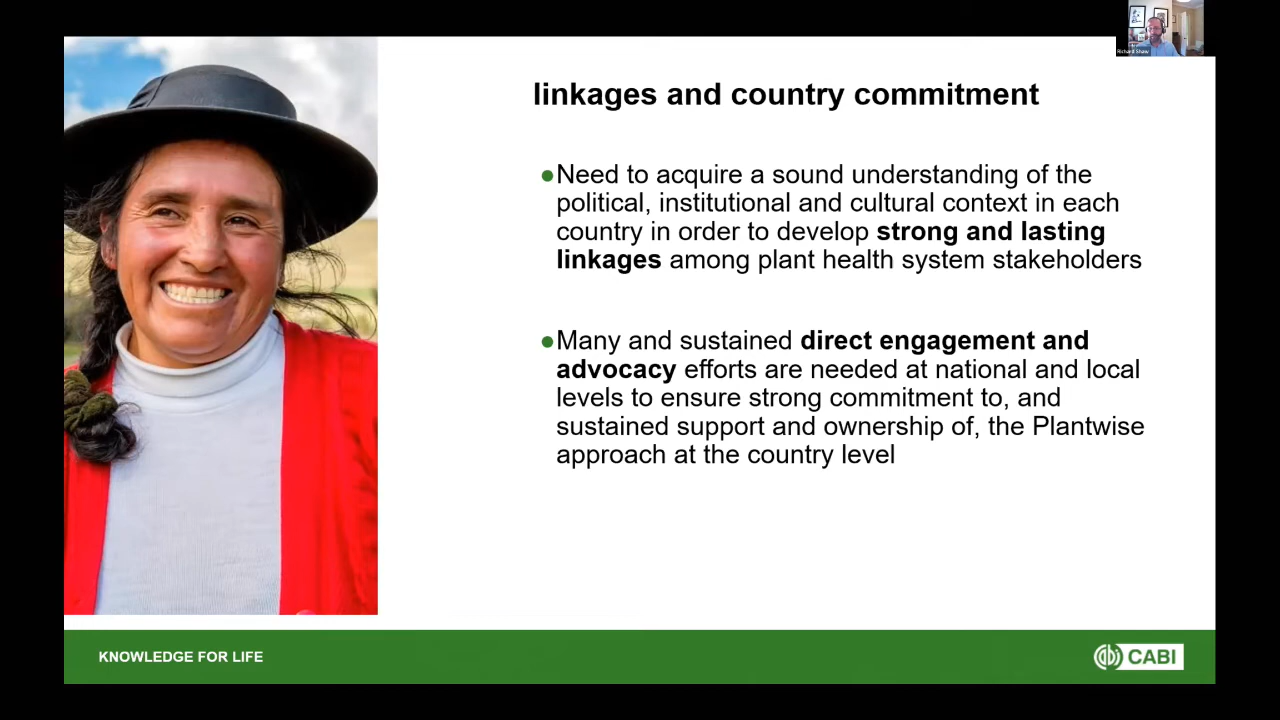 Richard Shaw
linkages and country commitment
●Need to acquire a sound understanding of the
political, institutional and cultural context in each
country in order to develop strong and lasting
linkages among plant health system stakeholders
●Many and sustained direct engagement and
advocacy efforts are needed at national and local
levels to ensure strong commitment to, and
sustained support and ownership of, the Plantwise
approach at the country level
KNOWLEDGE FOR LIFE
cabi CABI